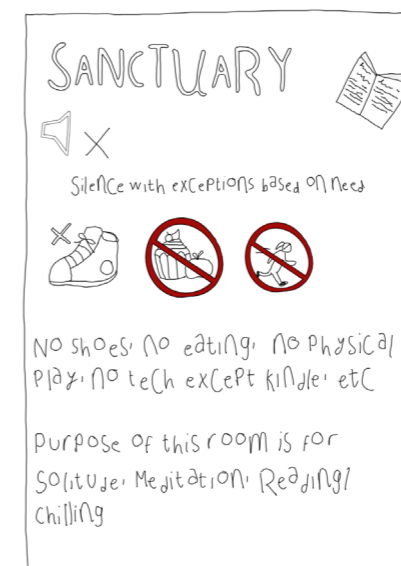 SANCTUARY
Silence with exceptions based on need
No shoes, no eating, no physical
play, no tech except kindle, etc
purpose of this room is for
Solitude, Meditation, Reading/
chilling